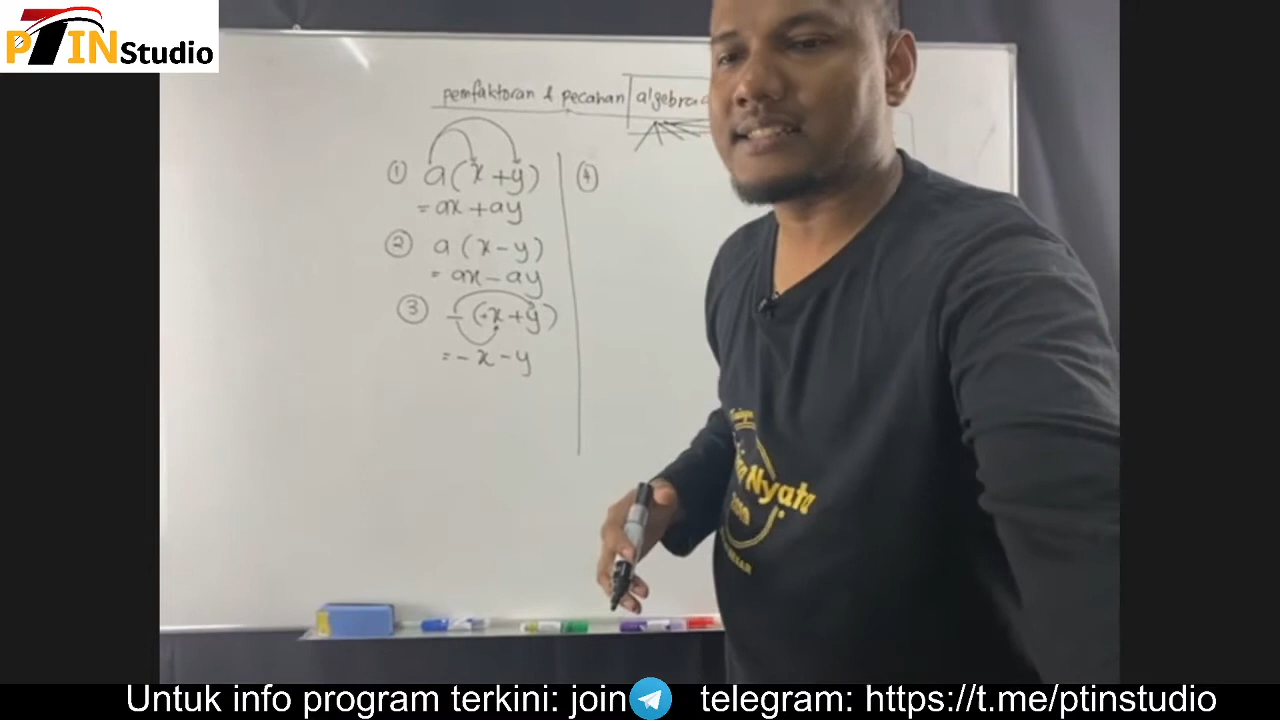 PTIN Studio
pemfaktoran & pecahan algebra
① a(x+y)
= ax + ay
② a(x-y)
= ax - ay
③ -(+x+y)
= -x - y
④
Nyata
Untuk info program terkini: join telegram: https://t.me/ptinstudio